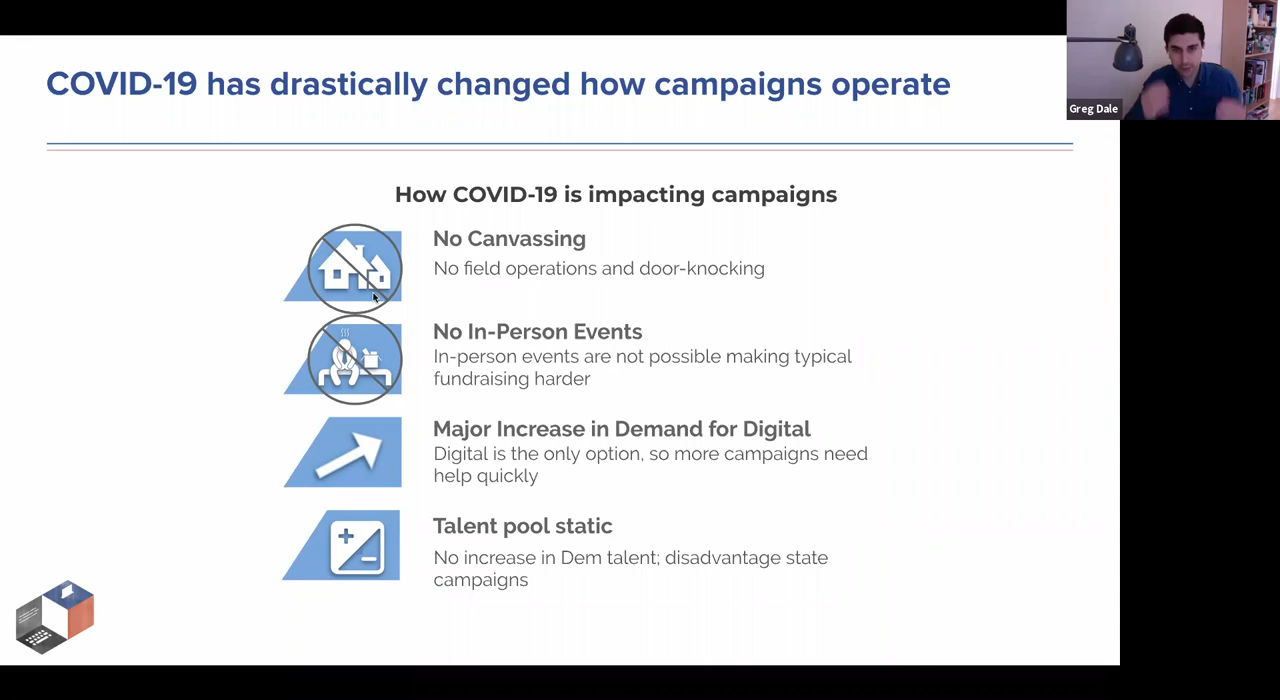 COVID-19 has drastically changed how campaigns operate
Greg Dale
How COVID-19 is impacting campaigns
No Canvassing
No field operations and door-knocking
No In-Person Events
In-person events are not possible making typical
fundraising harder
Major Increase in Demand for Digital
Digital is the only option, so more campaigns need
help quickly
Talent pool static
No increase in Dem talent; disadvantage state
campaigns